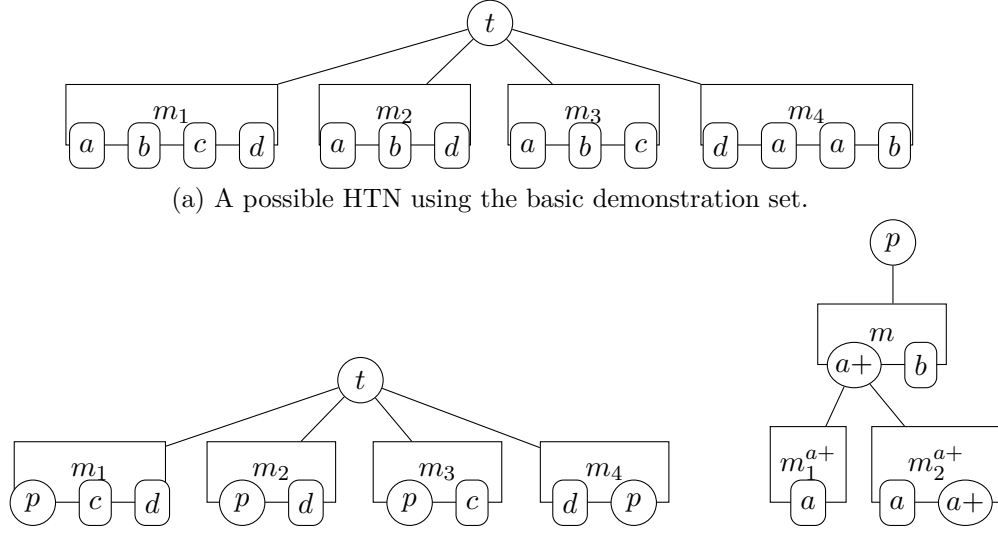 t
m₁ m₂ m₃ m₄
a b c d a b d a b c d a a b
(a) A possible HTN using the basic demonstration set.
p
m
a+ b
t
m₁ m₂ m₃ m₄ m₁ᵃ⁺ m₂ᵃ⁺
p c d p d p c d p a a a+